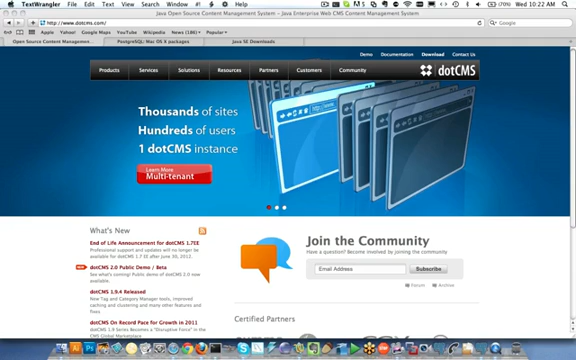 TextWrangler File Edit Text View Search Window Help
Wed 10:22 AM
Java Open Source Content Management System - Java Enterprise Web CMS Content Management System
http://www.dotcms.com/
Google
Apple Yahoo! Google Maps YouTube Wikipedia News Popular
Open Source Content Managemen...
PostgreSQL: Mac OS X packages
Java SE Downloads
Demo Documentation Download Contact Us
Products Services Solutions Resources Partners Customers Community
dotCMS
Thousands of sites
Hundreds of users
1 dotCMS instance
Learn More
Multi-tenant
What's New
End of Life Announcement for dotCMS 1.7EE
Professional support and updates will no longer be
available for
after June 30, 2012.
dotCMS 2.0 Public Demo / Beta
See what's coming! Public demo of dotCMS 2.0
now available.
dotCMS 1.9.4 Released
New Tag and Category Manager tools, improved
caching and clustering and many other features and
fixes
dotCMS On Record Pace for Growth in 2011
Join the Community
Have a question? Become involved by joining the community
Email Address
Subscribe
Forum Archive
Certified Partners